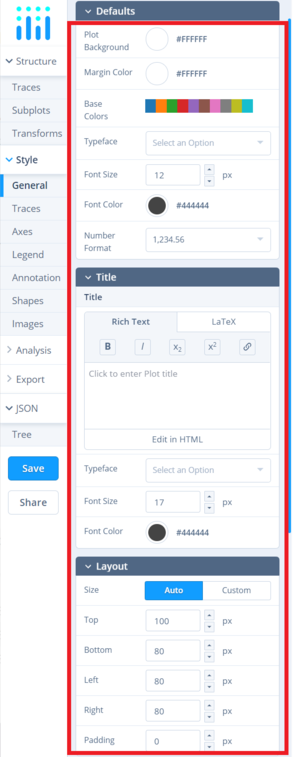 Structure
Traces
Subplots
Transforms
Style
General
Traces
Axes
Legend
Annotation
Shapes
Images
Analysis
Export
JSON
Tree
Save
Share
Defaults
Plot
Background
#FFFFFF
Margin Color
#FFFFFF
Base
Colors
Typeface
Select an Option
Font Size
12
px
Font Color
#444444
Number
Format
1,234.56
Title
Title
Rich Text
LaTeX
B
I
x2
x2
Click to enter Plot title
Edit in HTML
Typeface
Select an Option
Font Size
17
px
Font Color
#444444
Layout
Size
Auto
Custom
Top
100
px
Bottom
80
px
Left
80
px
Right
80
px
Padding
0
px